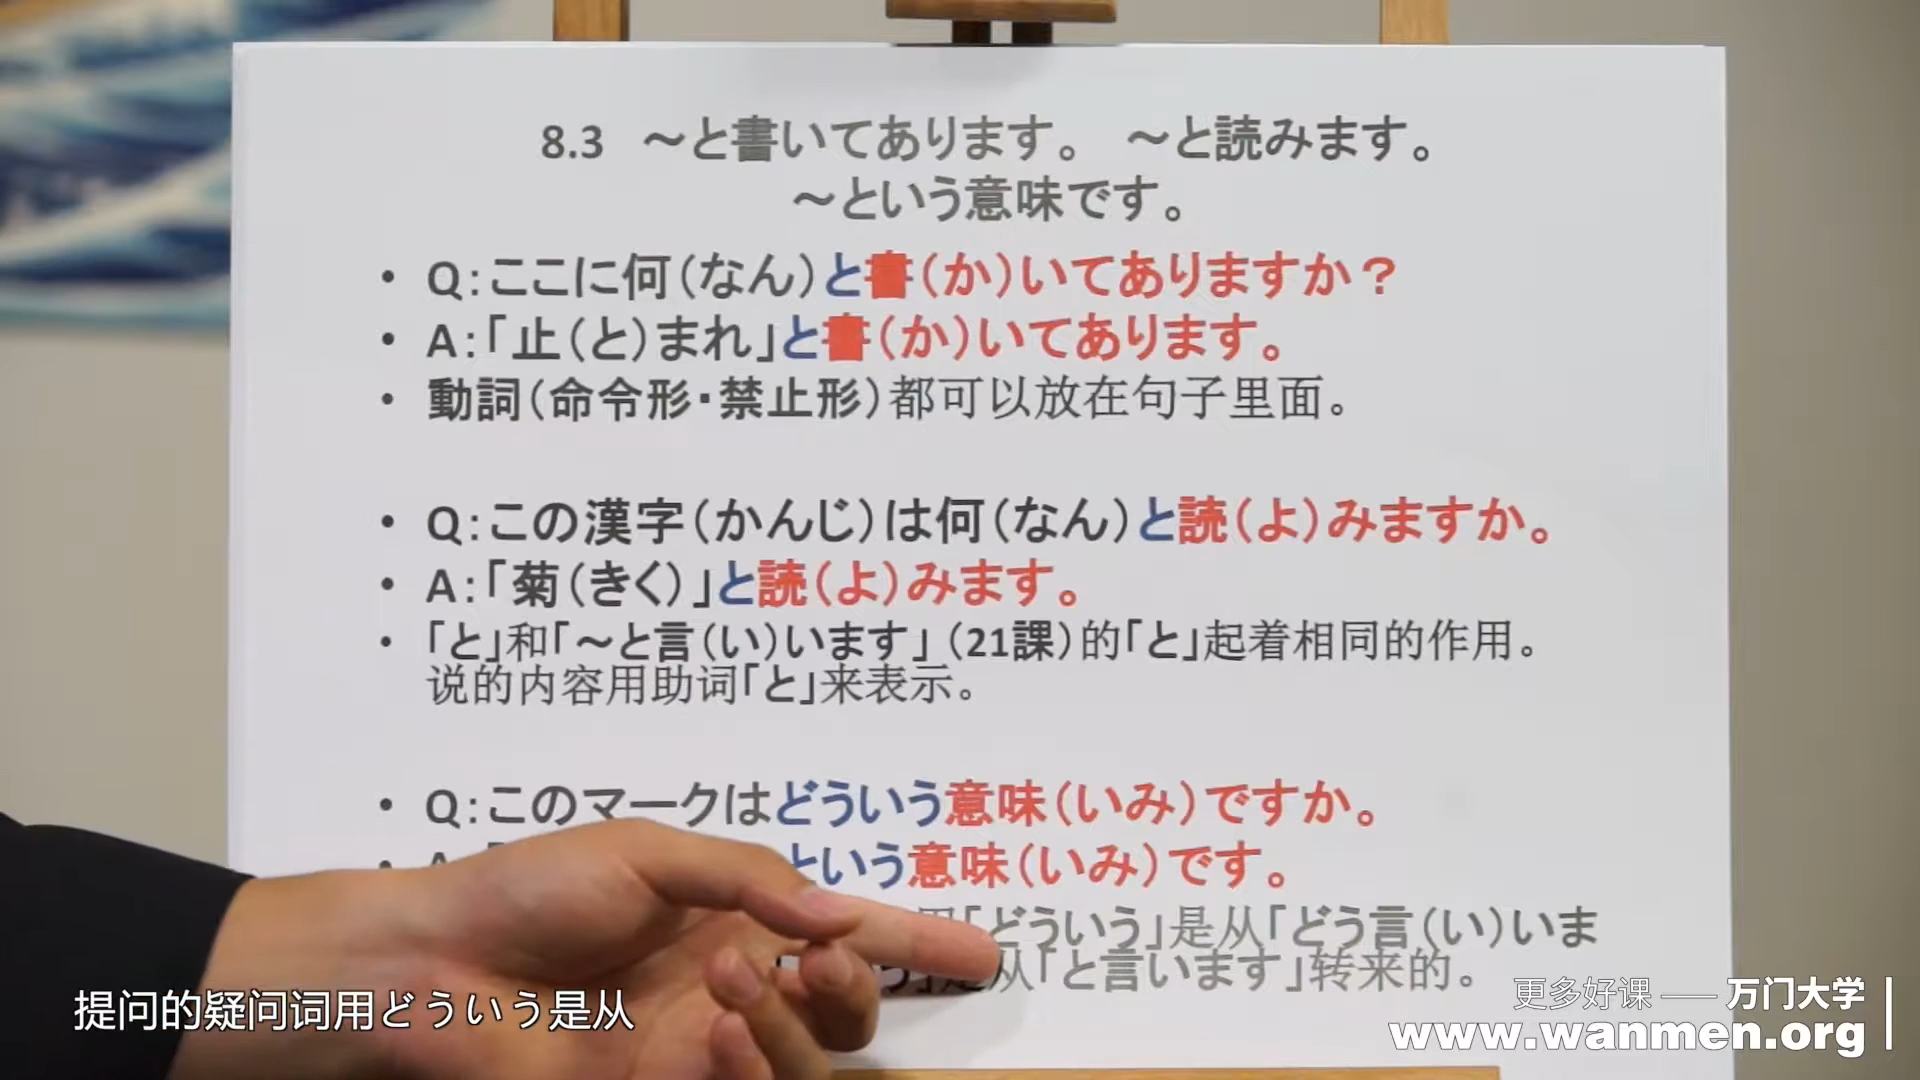 8.3 ～と書いてあります。 ～と読みます。
～という意味です。
• Q：ここに何（なん）と書（か）いてありますか？
• A：「止（と）まれ」と書（か）いてあります。
• 動詞（命令形・禁止形）都可以放在句子里面。
• Q：この漢字（かんじ）は何（なん）と読（よ）みますか。
• A：「菊（きく）」と読（よ）みます。
• 「と」和「～と言（い）います」（21課）的「と」起着相同的作用。
说的内容用助词「と」来表示。
• Q：このマークはどういう意味（いみ）ですか。
という意味（いみ）です。
「どういう」是从「どう言（い）いま
从「と言います」转来的。
提问的疑问词用どういう是从
更多好课 —— 万门大学
www.wanmen.org